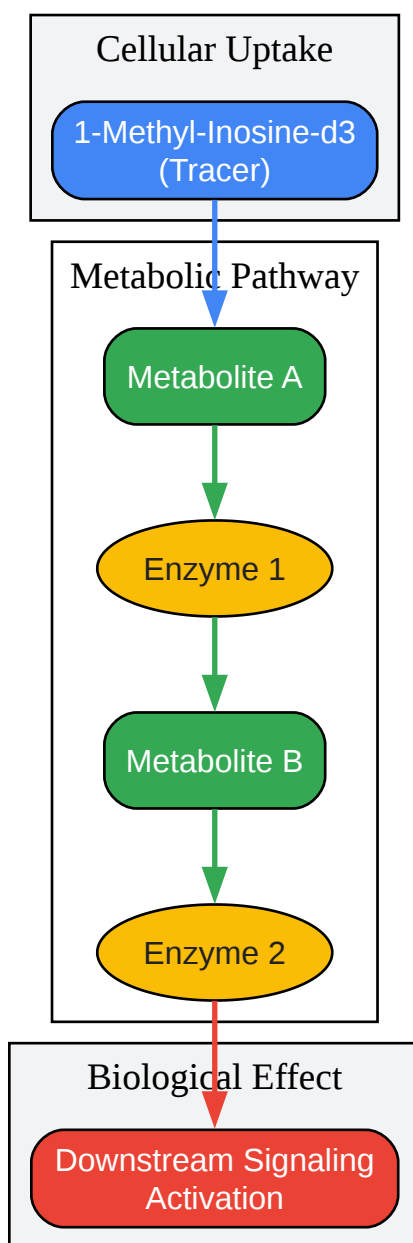 Cellular Uptake
1-Methyl-Inosine-d3
(Tracer)
Metabolic Pathway
Metabolite A
Enzyme 1
Metabolite B
Enzyme 2
Biological Effect
Downstream Signaling
Activation